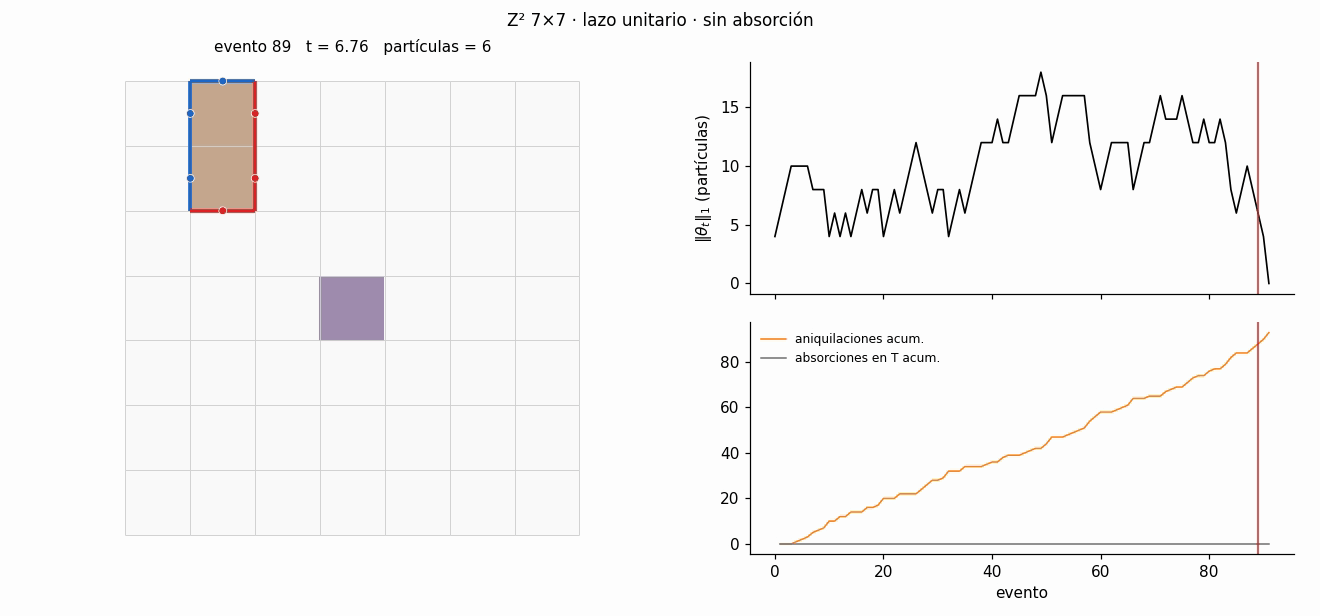 Z² 7×7 · lazo unitario · sin absorción
evento 89   t = 6.76   partículas = 6
‖θt‖1 (partículas)
15
10
5
0
aniquilaciones acum.
absorciones en T acum.
80
60
40
20
0
0 20 40 60 80
evento